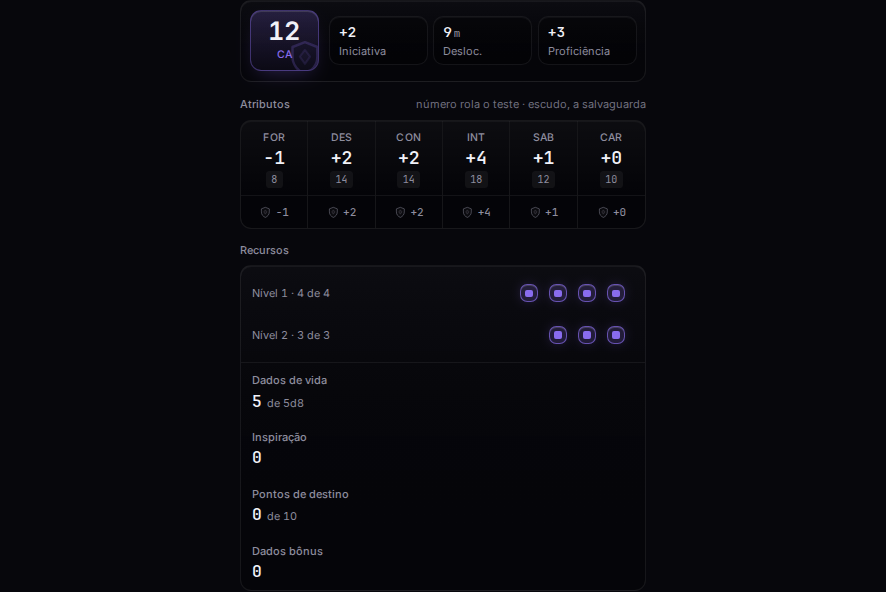 12
CA
+2
Iniciativa
9 m
Desloc.
+3
Proficiência
Atributos
número rola o teste · escudo, a salvaguarda
FOR DES CON INT SAB CAR
-1 +2 +2 +4 +1 +0
8 14 14 18 12 10
-1 +2 +2 +4 +1 +0
Recursos
Nível 1 · 4 de 4
Nível 2 · 3 de 3
Dados de vida
5 de 5d8
Inspiração
0
Pontos de destino
0 de 10
Dados bônus
0